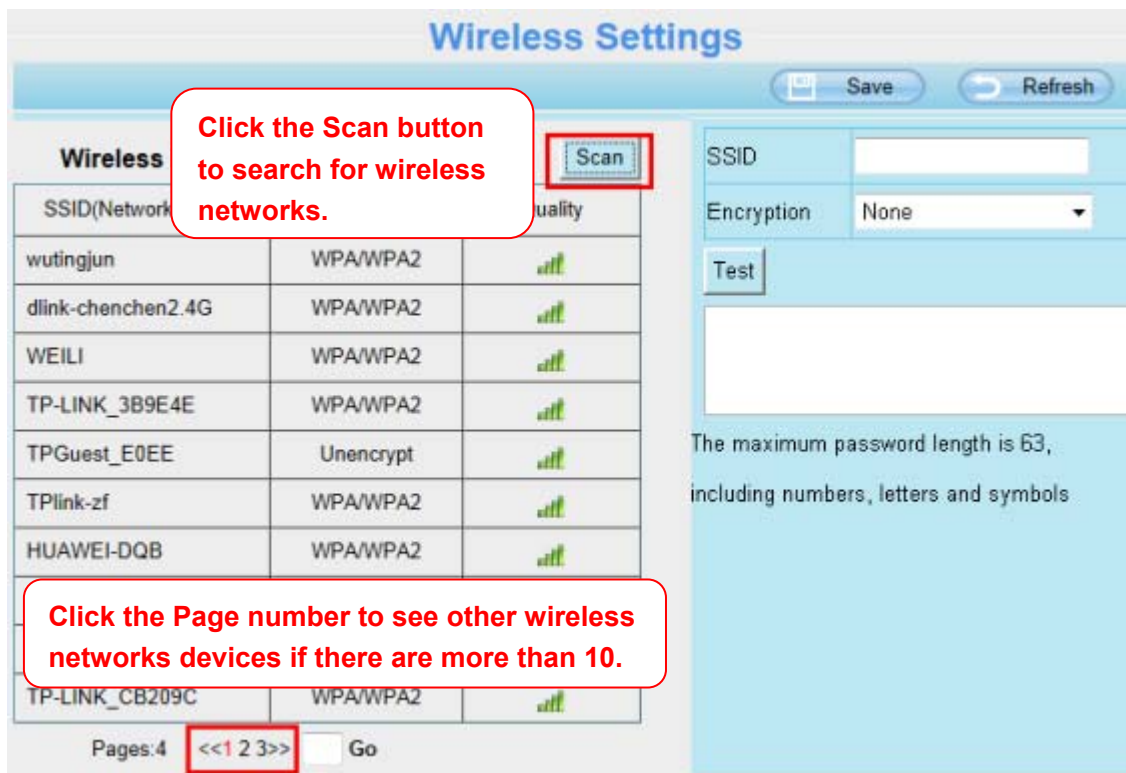 Wireless Settings
Save Refresh
Click the Scan button
to search for wireless
networks.
Wireless
Scan
SSID(Network
uality
wutingjun WPA/WPA2
dlink-chenchen2.4G WPA/WPA2
WEILI WPA/WPA2
TP-LINK_3B9E4E WPA/WPA2
TPGuest_E0EE Unencrypt
TPlink-zf WPA/WPA2
HUAWEI-DQB WPA/WPA2
Click the Page number to see other wireless
networks devices if there are more than 10.
TP-LINK_CB209C WPA/WPA2
Pages:4 <<1 2 3>> Go
SSID
Encryption None
Test
The maximum password length is 63,
including numbers, letters and symbols